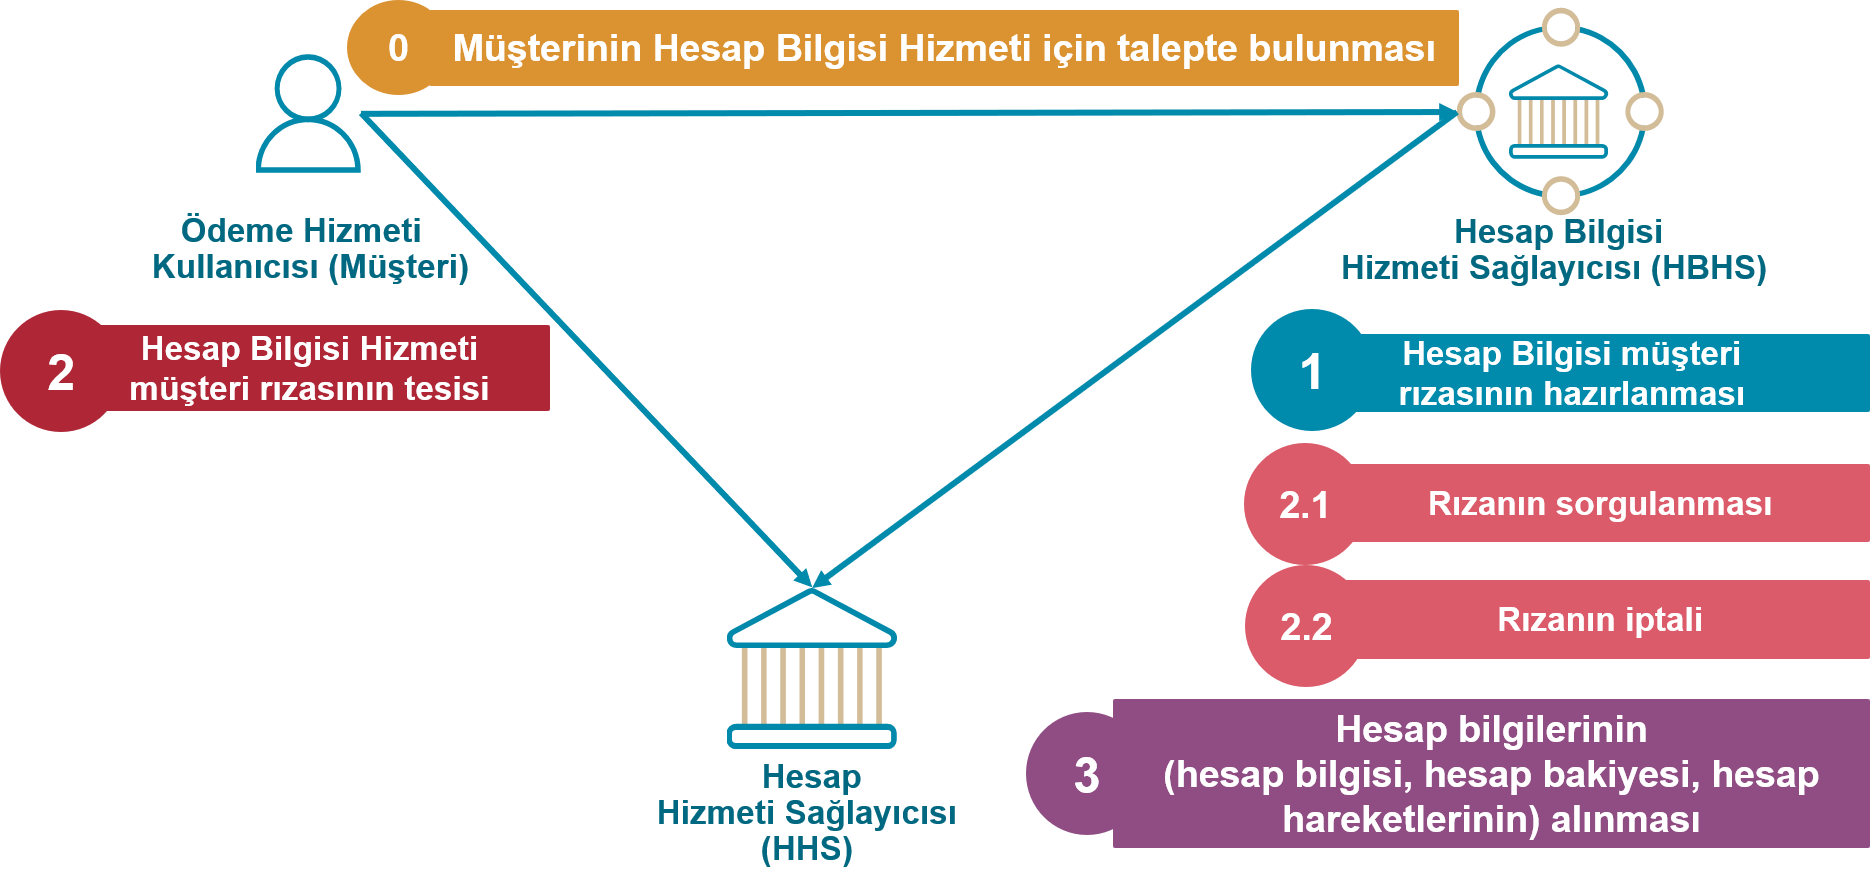 0 Müşterinin Hesap Bilgisi Hizmeti için talepte bulunması
Ödeme Hizmeti
Kullanıcısı (Müşteri)
Hesap Bilgisi
Hizmeti Sağlayıcısı (HBHS)
2
Hesap Bilgisi Hizmeti
müşteri rızasının tesisi
1
Hesap Bilgisi müşteri
rızasının hazırlanması
2.1 Rızanın sorgulanması
2.2 Rızanın iptali
3
Hesap bilgilerinin
(hesap bilgisi, hesap bakiyesi, hesap
hareketlerinin) alınması
Hesap
Hizmeti Sağlayıcısı
(HHS)